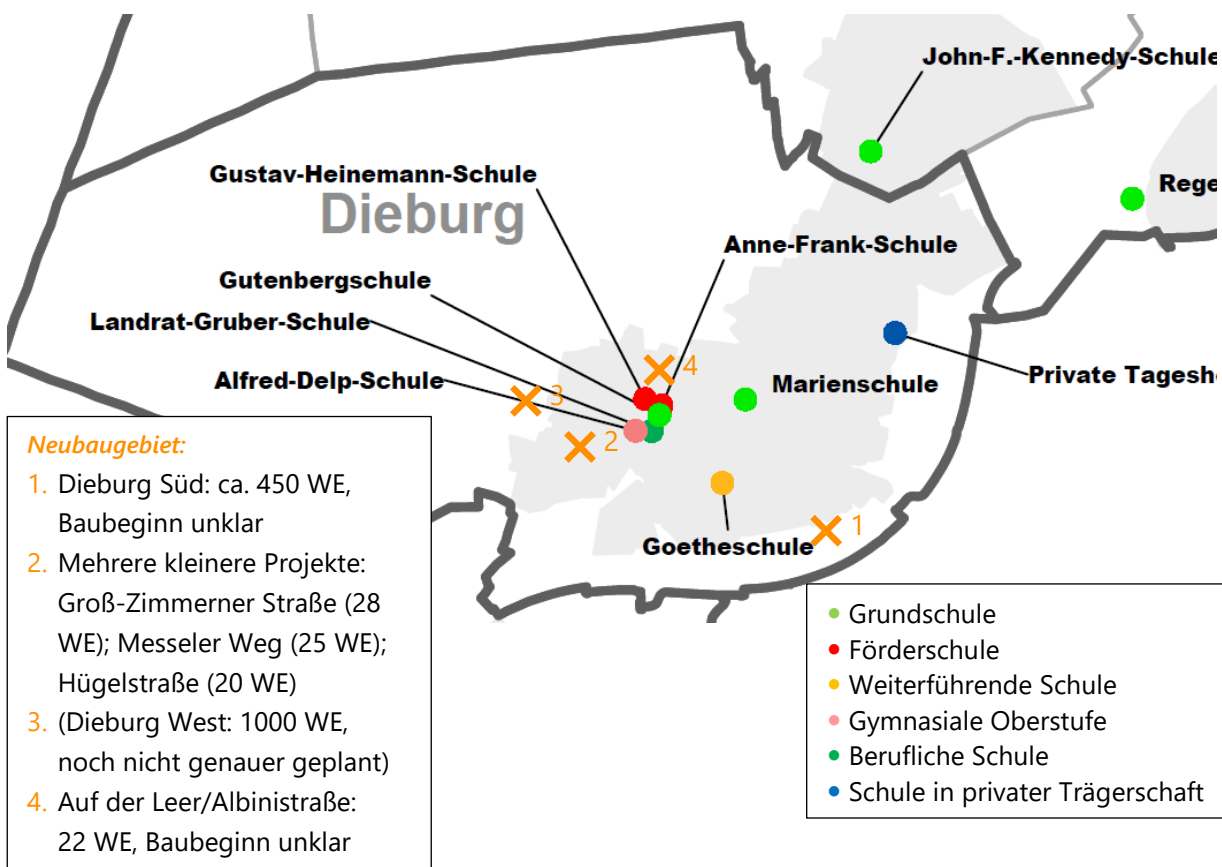 John-F.-Kennedy-Schule
Gustav-Heinemann-Schule
Rege
Dieburg
Anne-Frank-Schule
Gutenbergschule
Landrat-Gruber-Schule
4
Alfred-Delp-Schule
3
Marienschule
Private Tageshe
2
Goetheschule
1
Neubaugebiet:
1. Dieburg Süd: ca. 450 WE,
Baubeginn unklar
2. Mehrere kleinere Projekte:
Groß-Zimmerner Straße (28
WE); Messeler Weg (25 WE);
Hügelstraße (20 WE)
3. (Dieburg West: 1000 WE,
noch nicht genauer geplant)
4. Auf der Leer/Albinistraße:
22 WE, Baubeginn unklar
• Grundschule
• Förderschule
• Weiterführende Schule
• Gymnasiale Oberstufe
• Berufliche Schule
• Schule in privater Trägerschaft